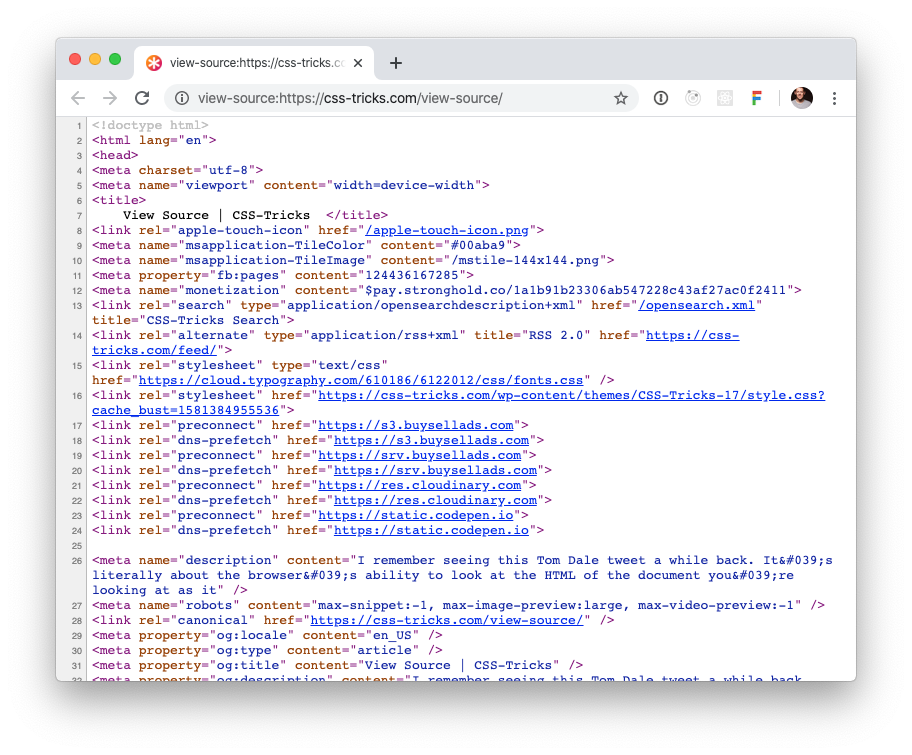 view-source:https://css-tricks.co
view-source:https://css-tricks.com/view-source/
1 <!doctype html>
2 <html lang="en">
3 <head>
4 <meta charset="utf-8">
5 <meta name="viewport" content="width=device-width">
6 <title>
7 View Source | CSS-Tricks </title>
8 <link rel="apple-touch-icon" href="/apple-touch-icon.png">
9 <meta name="msapplication-TileColor" content="#00aba9">
10 <meta name="msapplication-TileImage" content="/mstile-144x144.png">
11 <meta property="fb:pages" content="124436167285">
12 <meta name="monetization" content="$pay.stronghold.co/1a1b91b23306ab547228c43af27ac0f2411">
13 <link rel="search" type="application/opensearchdescription+xml" href="/opensearch.xml"
title="CSS-Tricks Search">
14 <link rel="alternate" type="application/rss+xml" title="RSS 2.0" href="https://css-
tricks.com/feed/">
15 <link rel="stylesheet" type="text/css"
href="https://cloud.typography.com/610186/6122012/css/fonts.css" />
16 <link rel="stylesheet" href="https://css-tricks.com/wp-content/themes/CSS-Tricks-17/style.css?
cache_bust=1581384955536">
17 <link rel="preconnect" href="https://s3.buysellads.com">
18 <link rel="dns-prefetch" href="https://s3.buysellads.com">
19 <link rel="preconnect" href="https://srv.buysellads.com">
20 <link rel="dns-prefetch" href="https://srv.buysellads.com">
21 <link rel="preconnect" href="https://res.cloudinary.com">
22 <link rel="dns-prefetch" href="https://res.cloudinary.com">
23 <link rel="preconnect" href="https://static.codepen.io">
24 <link rel="dns-prefetch" href="https://static.codepen.io">
25
26 <meta name="description" content="I remember seeing this Tom Dale tweet a while back. It&#039;s
literally about the browser&#039;s ability to look at the HTML of the document you&#039;re
looking at as it" />
27 <meta name="robots" content="max-snippet:-1, max-image-preview:large, max-video-preview:-1" />
28 <link rel="canonical" href="https://css-tricks.com/view-source/" />
29 <meta property="og:locale" content="en_US" />
30 <meta property="og:type" content="article" />
31 <meta property="og:title" content="View Source | CSS-Tricks" />
32 <meta property="og:description" content="I remember seeing this Tom Dale tweet a while back.